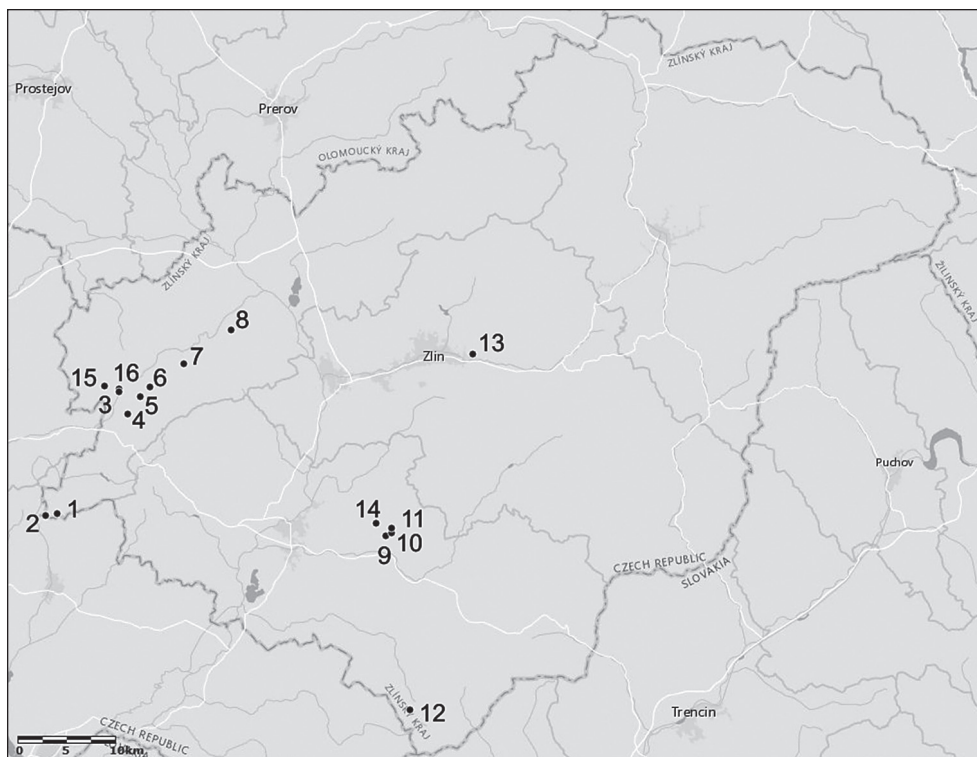 ZLÍNSKÝ KRAJ
Prostejov
Prerov
OLOMOUCKÝ KRAJ
ZLÍNSKÝ KRAJ
ŽILINSKÝ KRAJ
8
Zlin
13
7
15
16
6
3
5
4
Puchov
2
1
14
11
10
9
CZECH REPUBLIC
SLOVAKIA
ZLÍNSKÝ KRAJ
12
Trencin
CZECH REPUBLIC
0 5 10km